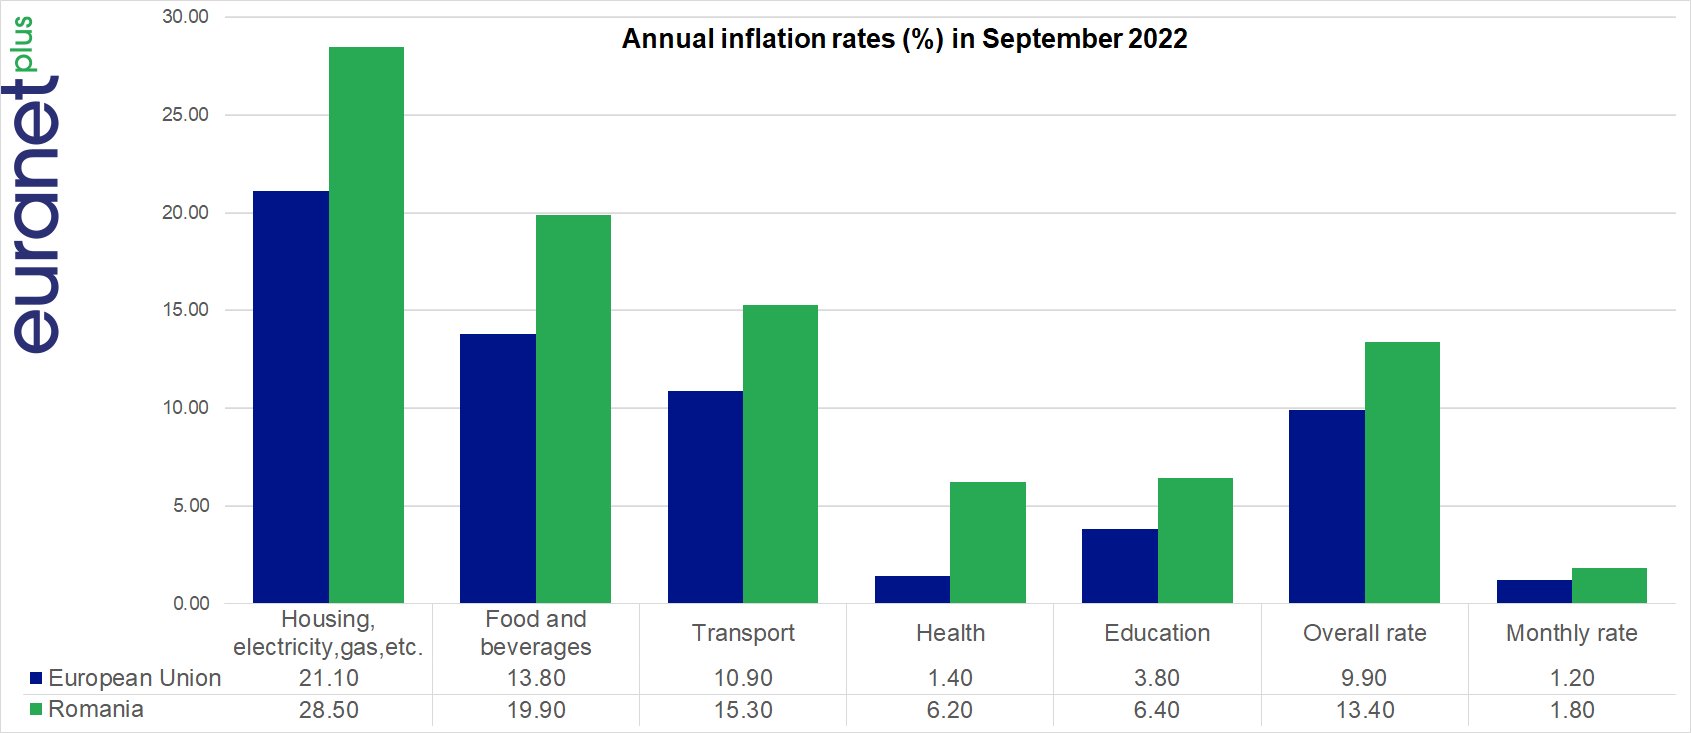 euranet plus
Annual inflation rates (%) in September 2022
30.00
25.00
20.00
15.00
10.00
5.00
0.00
Housing, electricity,gas,etc.
Food and beverages
Transport
Health
Education
Overall rate
Monthly rate
European Union 21.10 13.80 10.90 1.40 3.80 9.90 1.20
Romania 28.50 19.90 15.30 6.20 6.40 13.40 1.80